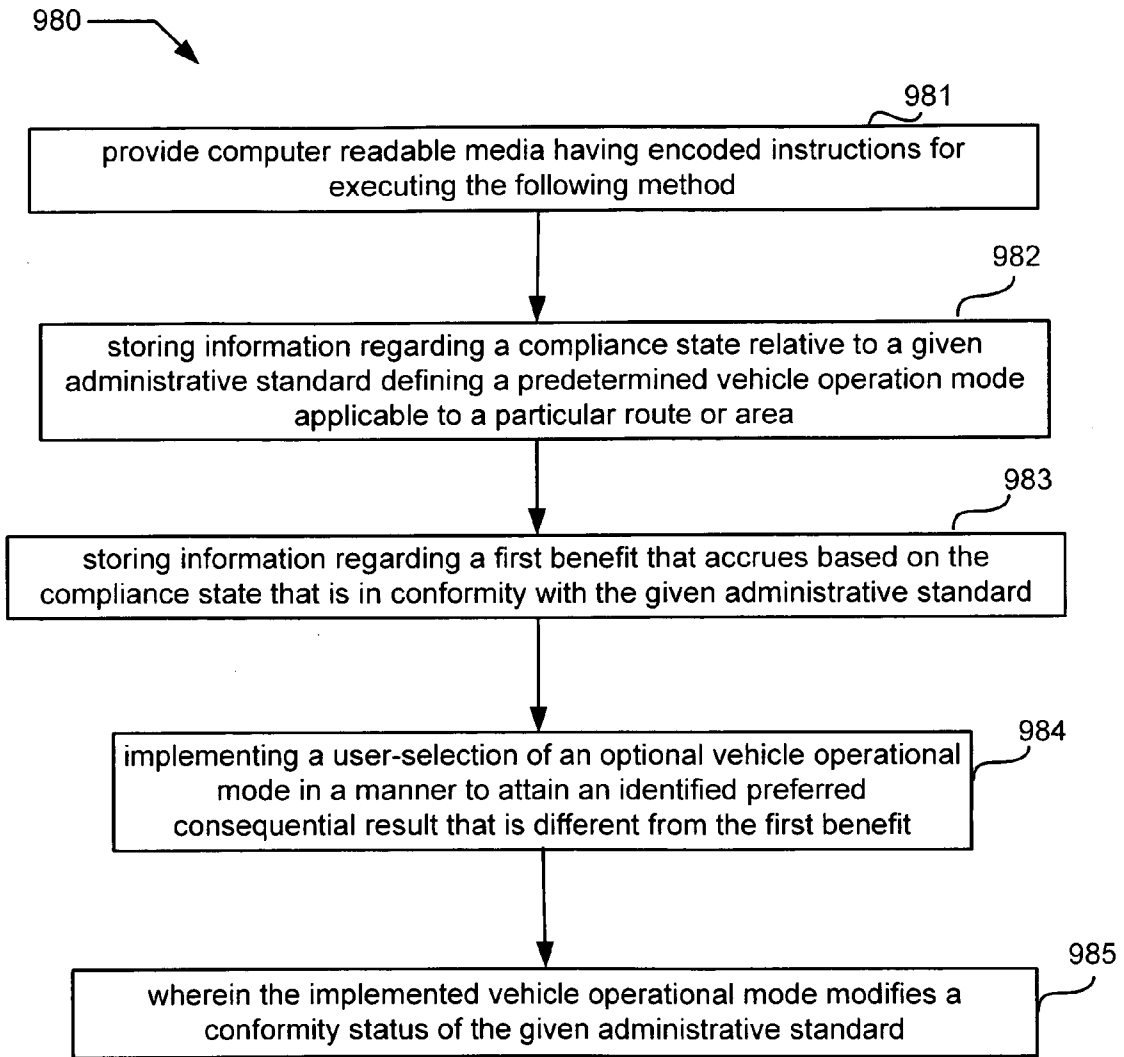 980
981
provide computer readable media having encoded instructions for
executing the following method
982
storing information regarding a compliance state relative to a given
administrative standard defining a predetermined vehicle operation mode
applicable to a particular route or area
983
storing information regarding a first benefit that accrues based on the
compliance state that is in conformity with the given administrative standard
984
implementing a user-selection of an optional vehicle operational
mode in a manner to attain an identified preferred
consequential result that is different from the first benefit
985
wherein the implemented vehicle operational mode modifies a
conformity status of the given administrative standard